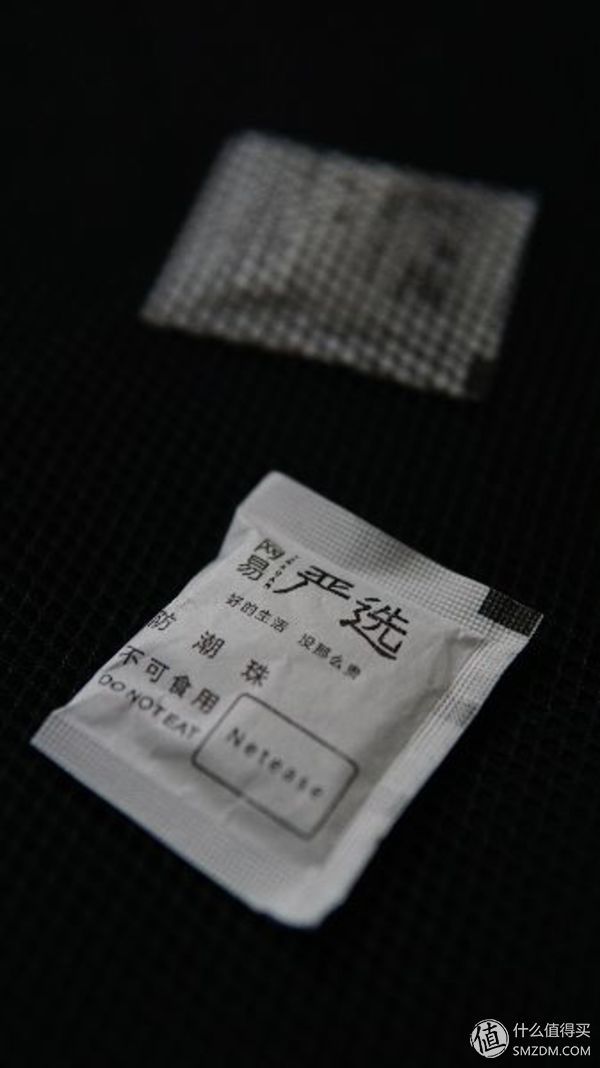 网易严选
好的生活 没那么贵
防潮珠
不可食用
DO NOT EAT
Netease
值 什么值得买
SMZDM.COM